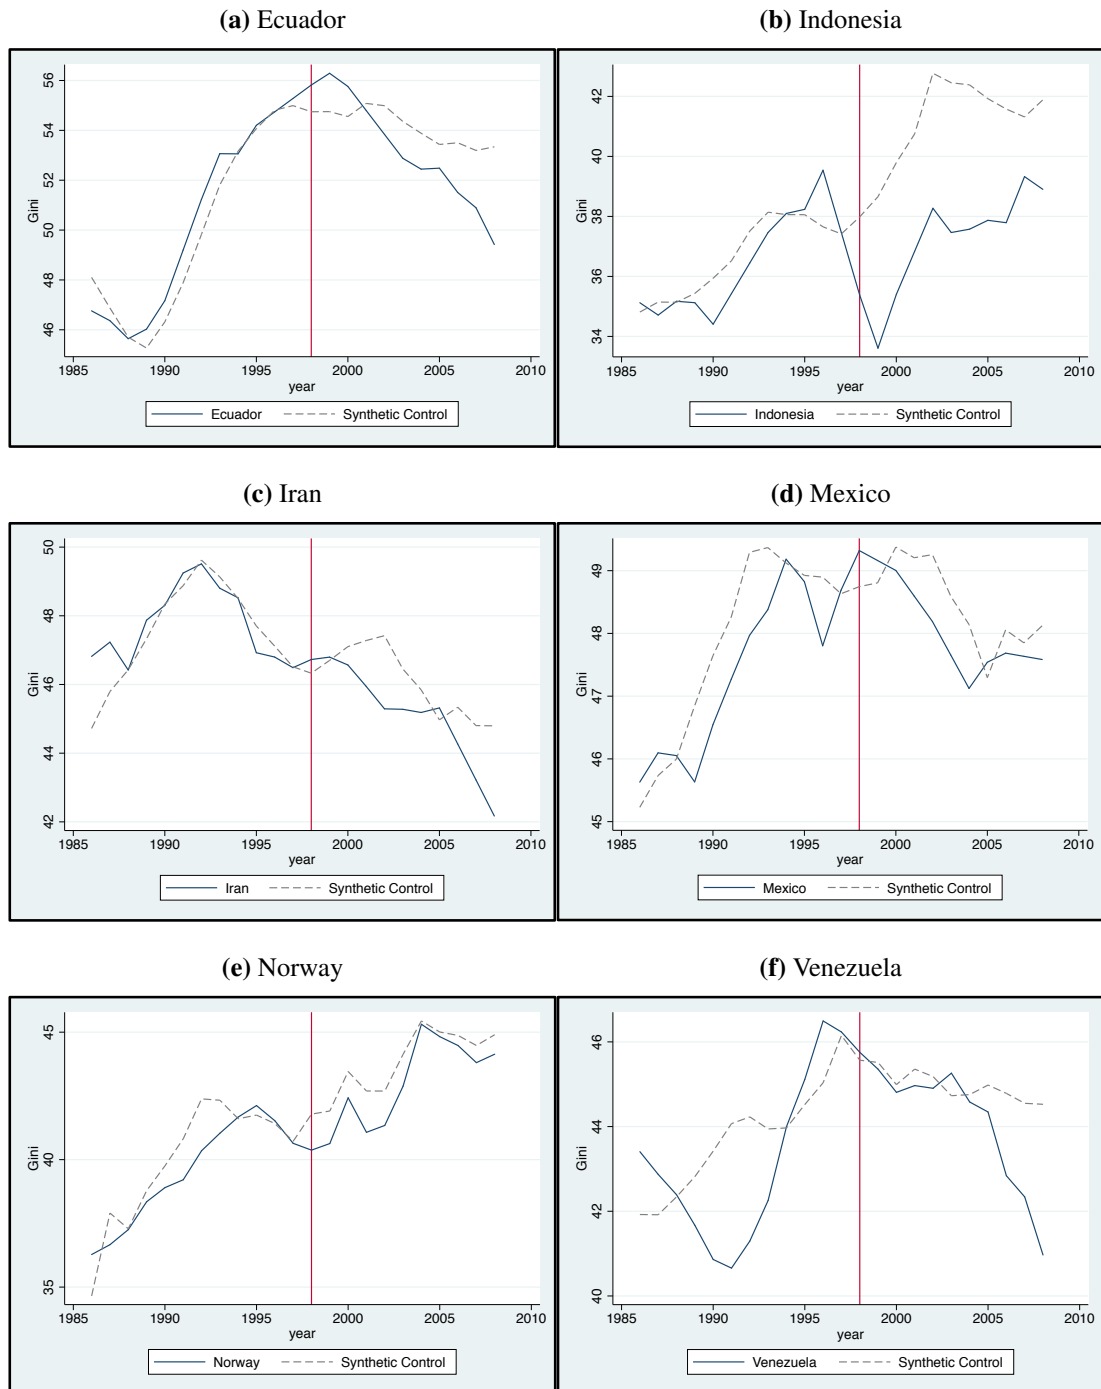 (a) Ecuador
(b) Indonesia
56
54
52
50
48
46
Gini
1985 1990 1995 2000 2005 2010
year
Ecuador Synthetic Control
42
40
38
36
34
Gini
1985 1990 1995 2000 2005 2010
year
Indonesia Synthetic Control
(c) Iran
(d) Mexico
50
48
46
44
42
Gini
1985 1990 1995 2000 2005 2010
year
Iran Synthetic Control
49
48
47
46
45
Gini
1985 1990 1995 2000 2005 2010
year
Mexico Synthetic Control
(e) Norway
(f) Venezuela
45
40
35
Gini
1985 1990 1995 2000 2005 2010
year
Norway Synthetic Control
46
44
42
40
Gini
1985 1990 1995 2000 2005 2010
year
Venezuela Synthetic Control